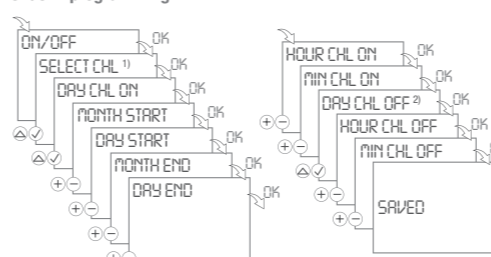 ON/OFF
OK
SELECT CHL 1)
OK
DAY CHL ON
OK
MONTH START
OK
DAY START
OK
MONTH END
OK
DAY END
OK
HOUR CHL ON
OK
MIN CHL ON
OK
DAY CHL OFF 2)
OK
HOUR CHL OFF
OK
MIN CHL OFF
SAVED